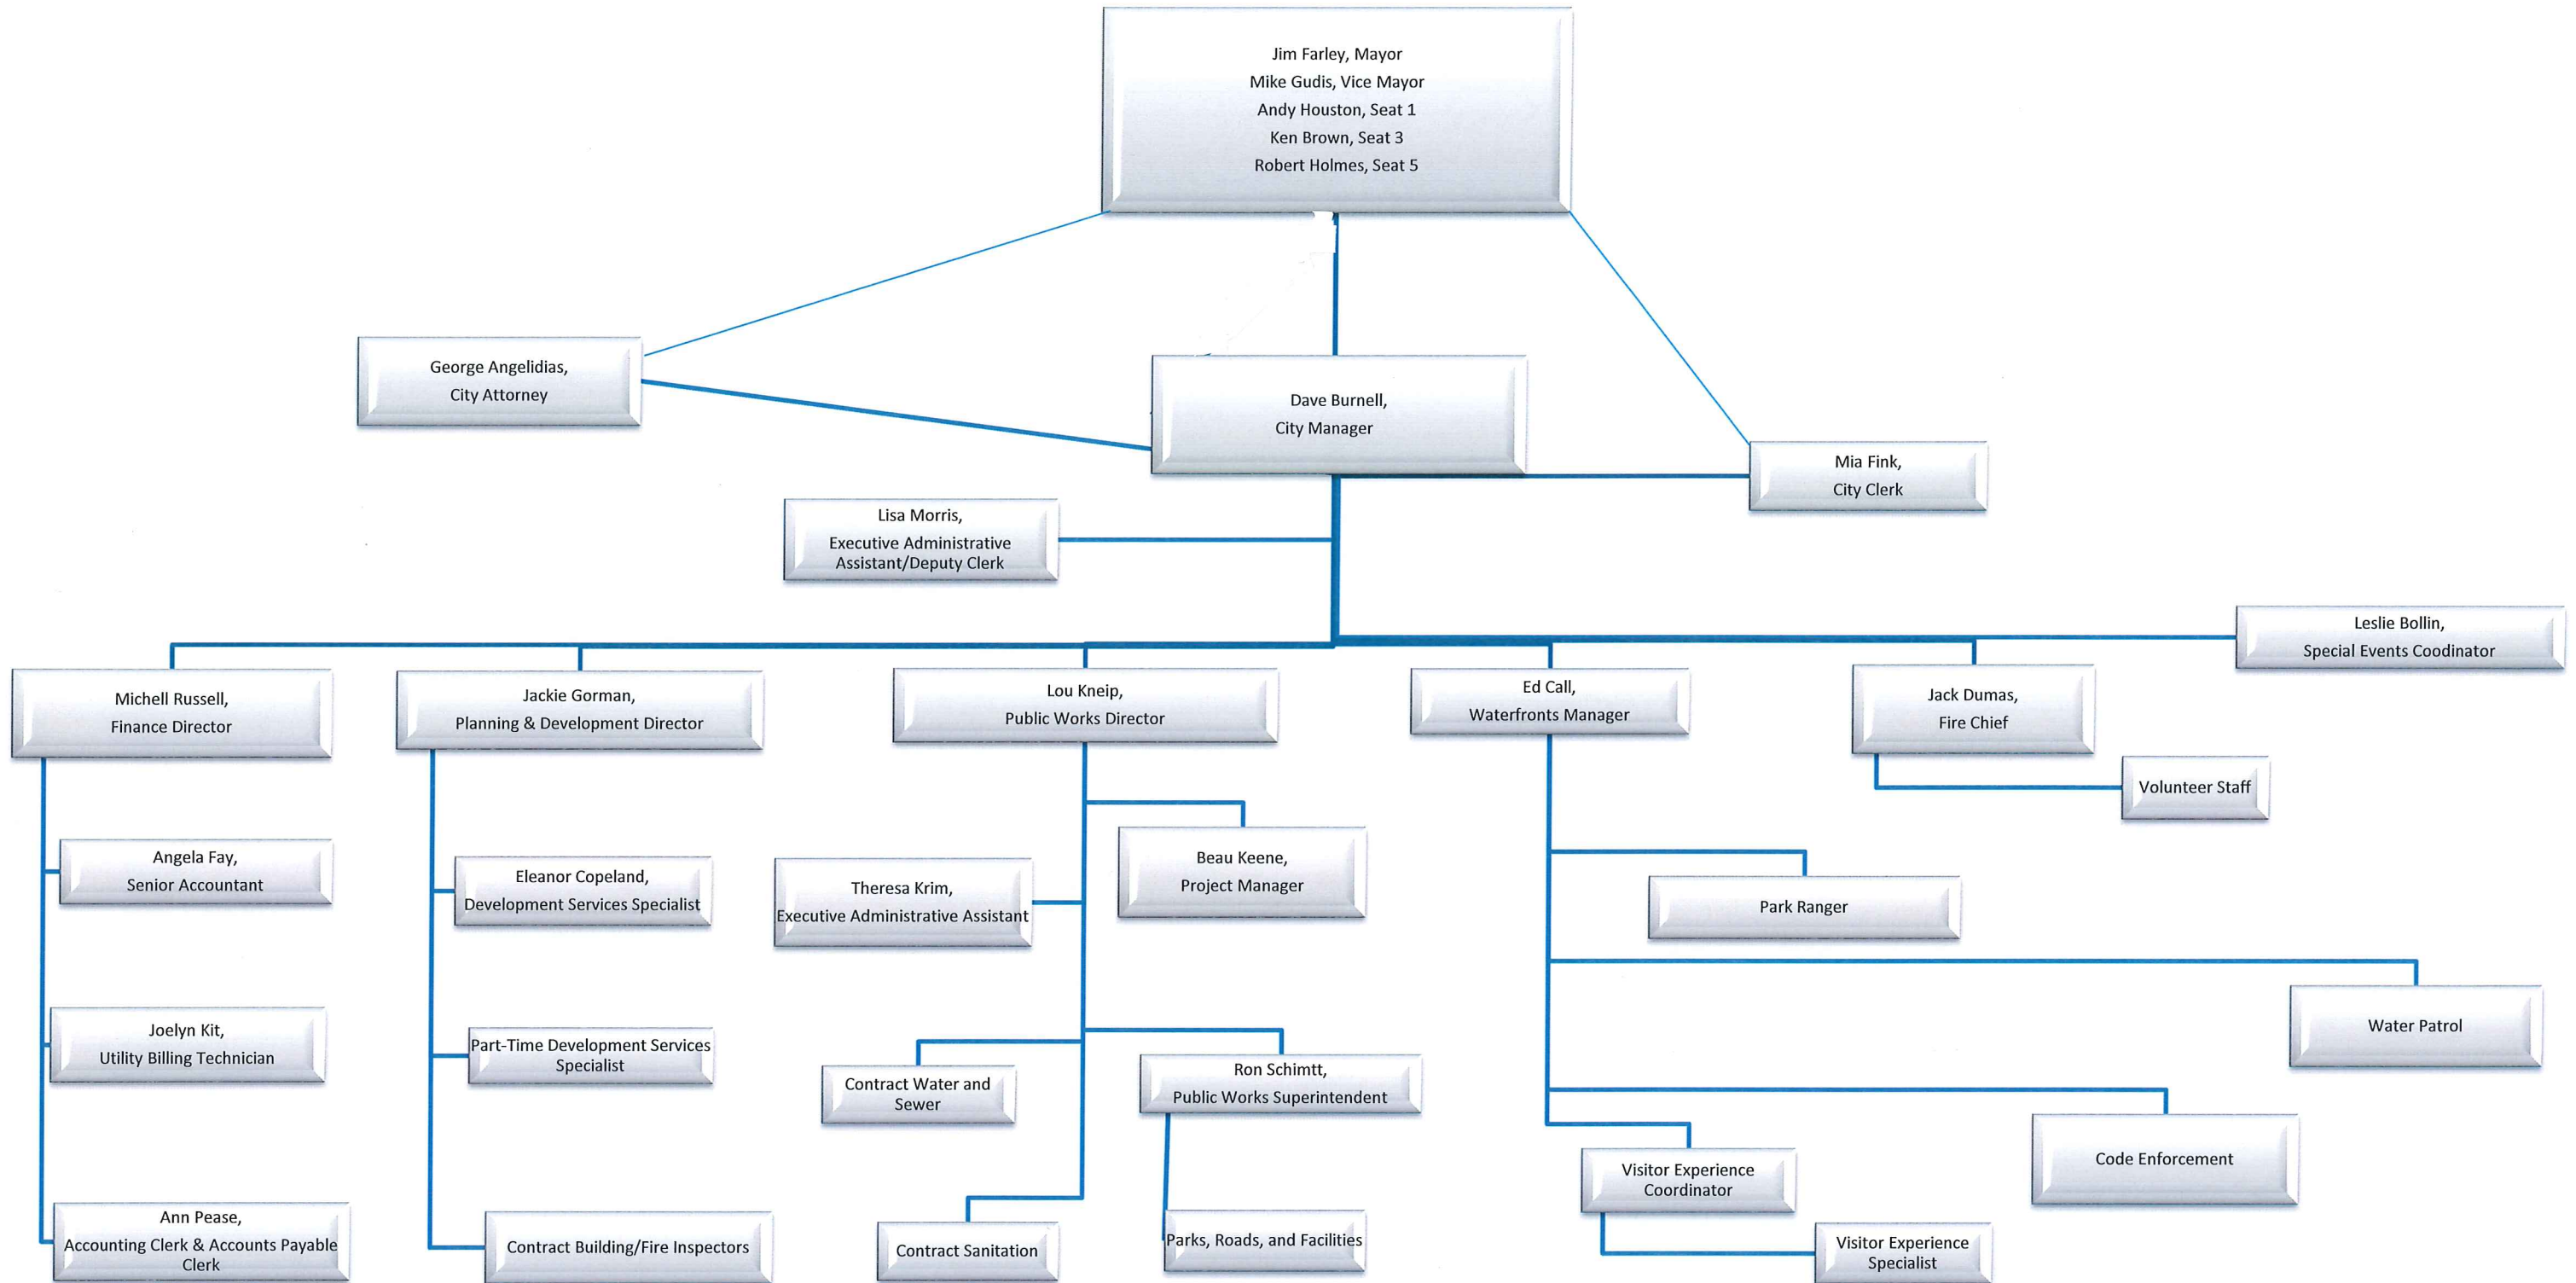 Jim Farley, Mayor
Mike Gudis, Vice Mayor
Andy Houston, Seat 1
Ken Brown, Seat 3
Robert Holmes, Seat 5
George Angelidias,
City Attorney
Dave Burnell,
City Manager
Mia Fink,
City Clerk
Lisa Morris,
Executive Administrative
Assistant/Deputy Clerk
Leslie Bollin,
Special Events Coodinator
Michell Russell,
Finance Director
Jackie Gorman,
Planning & Development Director
Lou Kneip,
Public Works Director
Ed Call,
Waterfronts Manager
Jack Dumas,
Fire Chief
Volunteer Staff
Angela Fay,
Senior Accountant
Eleanor Copeland,
Development Services Specialist
Theresa Krim,
Executive Administrative Assistant
Beau Keene,
Project Manager
Park Ranger
Joelyn Kit,
Utility Billing Technician
Part-Time Development Services
Specialist
Contract Water and
Sewer
Ron Schimtt,
Public Works Superintendent
Water Patrol
Code Enforcement
Visitor Experience
Coordinator
Ann Pease,
Accounting Clerk & Accounts Payable
Clerk
Contract Building/Fire Inspectors
Contract Sanitation
Parks, Roads, and Facilities
Visitor Experience
Specialist